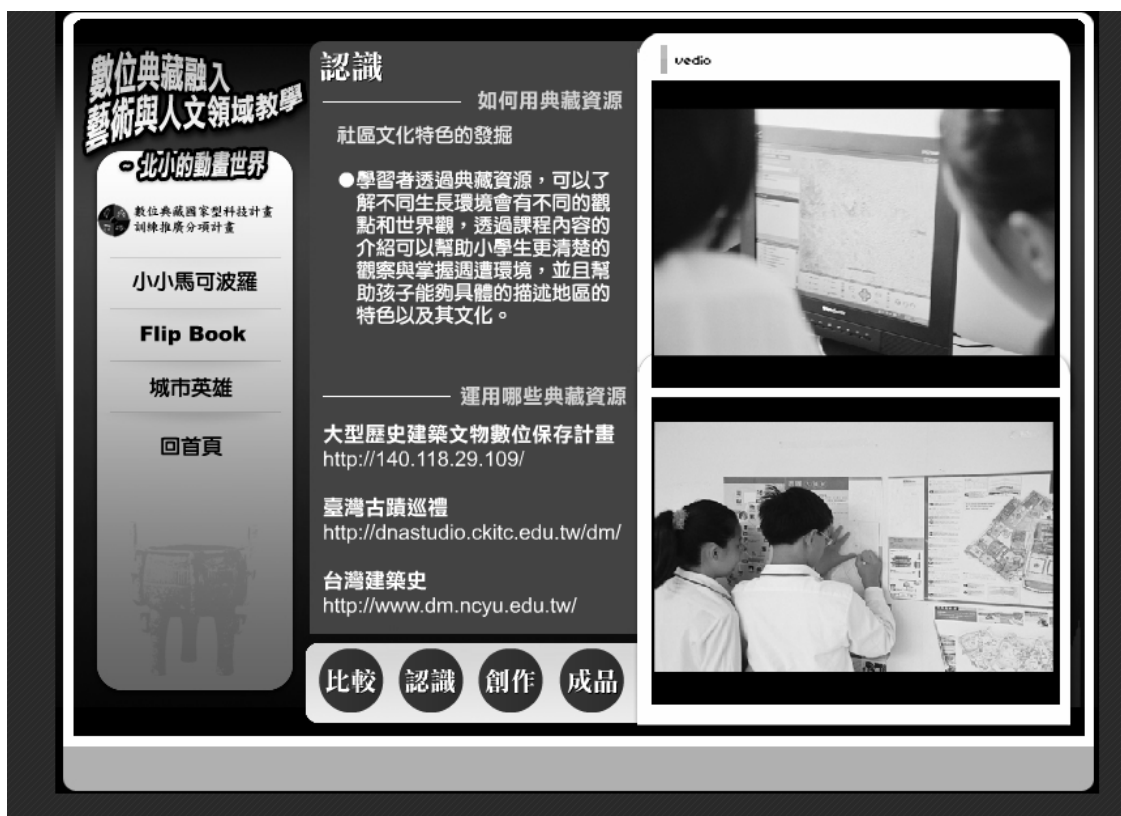 數位典藏融入
藝術與人文領域教學
~北小的動畫世界
數位典藏國家型科技計畫
訓練推廣分項計畫
小小馬可波羅
Flip Book
城市英雄
回首頁
認識
如何用典藏資源
社區文化特色的發掘
●學習者透過典藏資源，可以了
解不同生長環境會有不同的觀
點和世界觀，透過課程內容的
介紹可以幫助小學生更清楚的
觀察與掌握週遭環境，並且幫
助孩子能夠具體的描述地區的
特色以及其文化。
運用哪些典藏資源
大型歷史建築文物數位保存計畫
http://140.118.29.109/
臺灣古蹟巡禮
http://dnastudio.ckitc.edu.tw/dm/
台灣建築史
http://www.dm.ncyu.edu.tw/
比較
認識
創作
成品
vedio